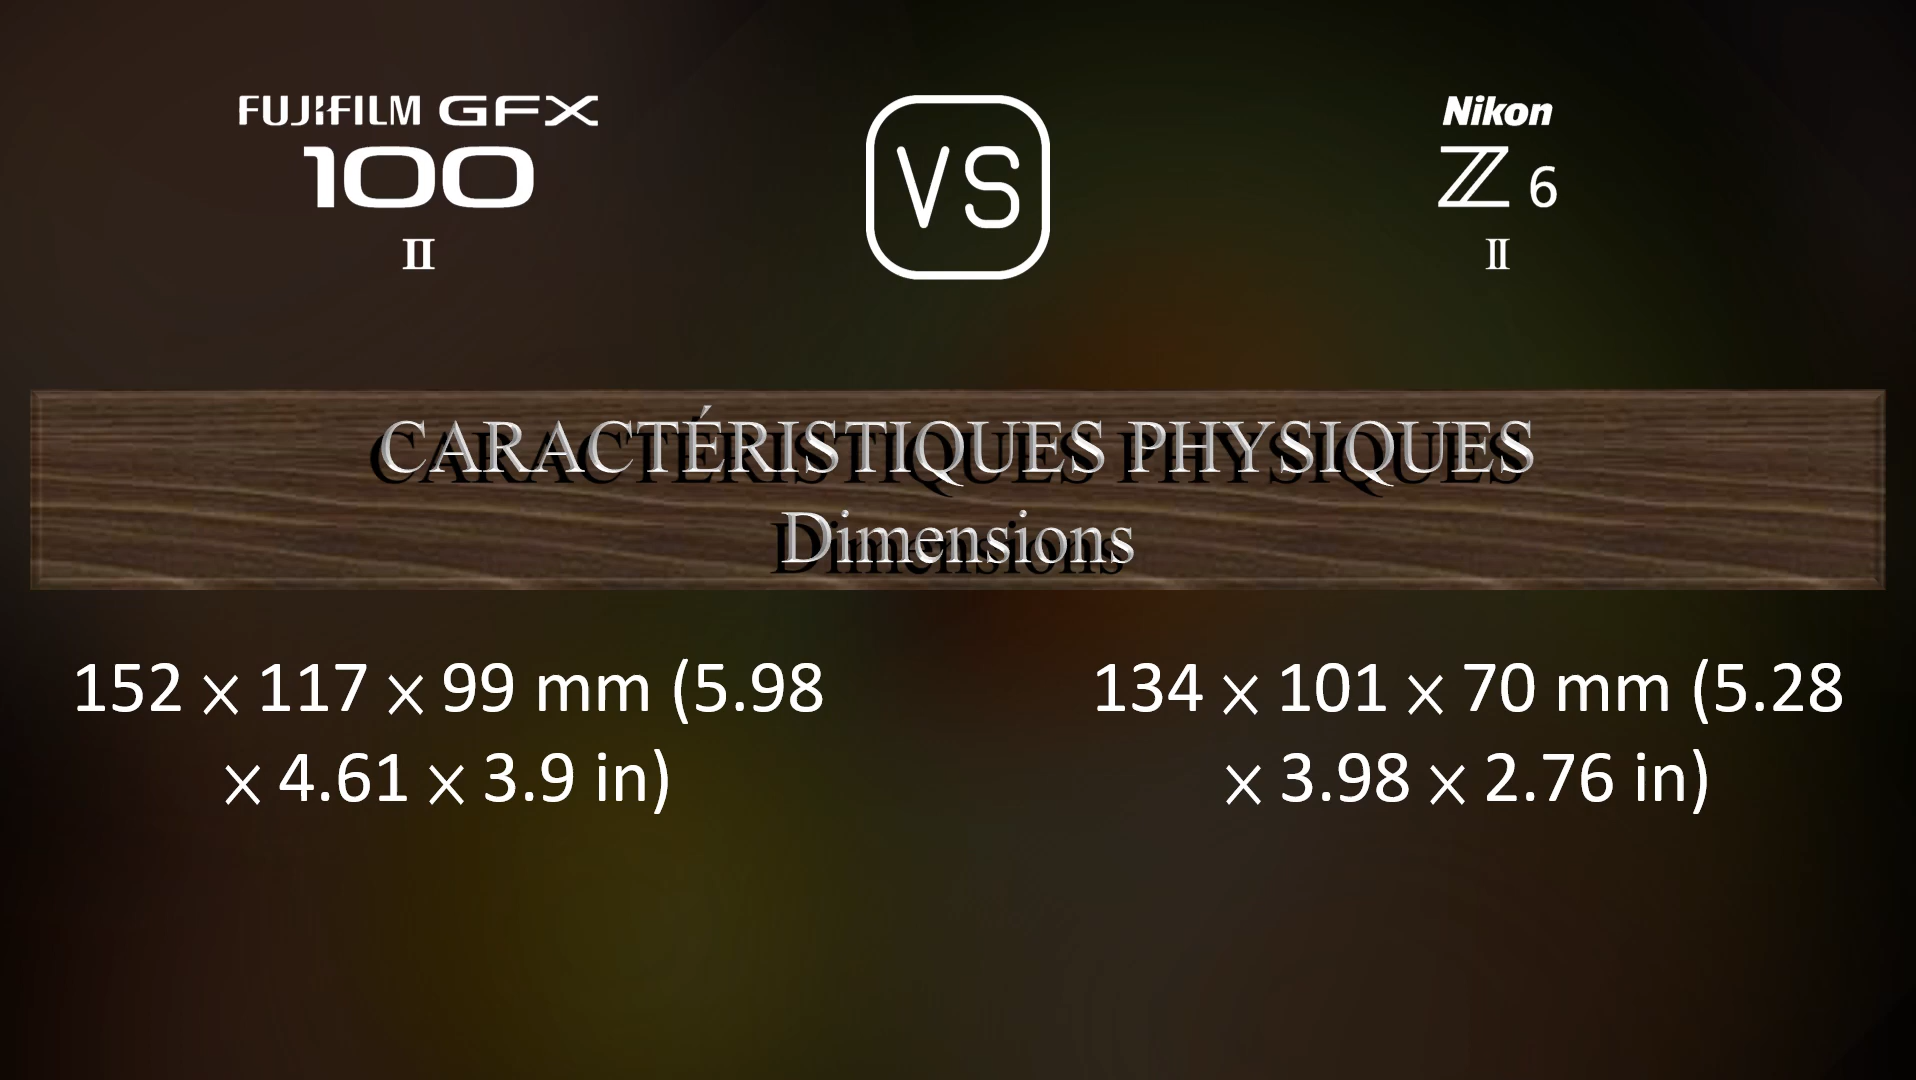 FUJIFILM GFX
100
II
VS
Nikon
Z 6
II
CARACTÉRISTIQUES PHYSIQUES
Dimensions
152 x 117 x 99 mm (5.98
x 4.61 x 3.9 in)
134 x 101 x 70 mm (5.28
x 3.98 x 2.76 in)